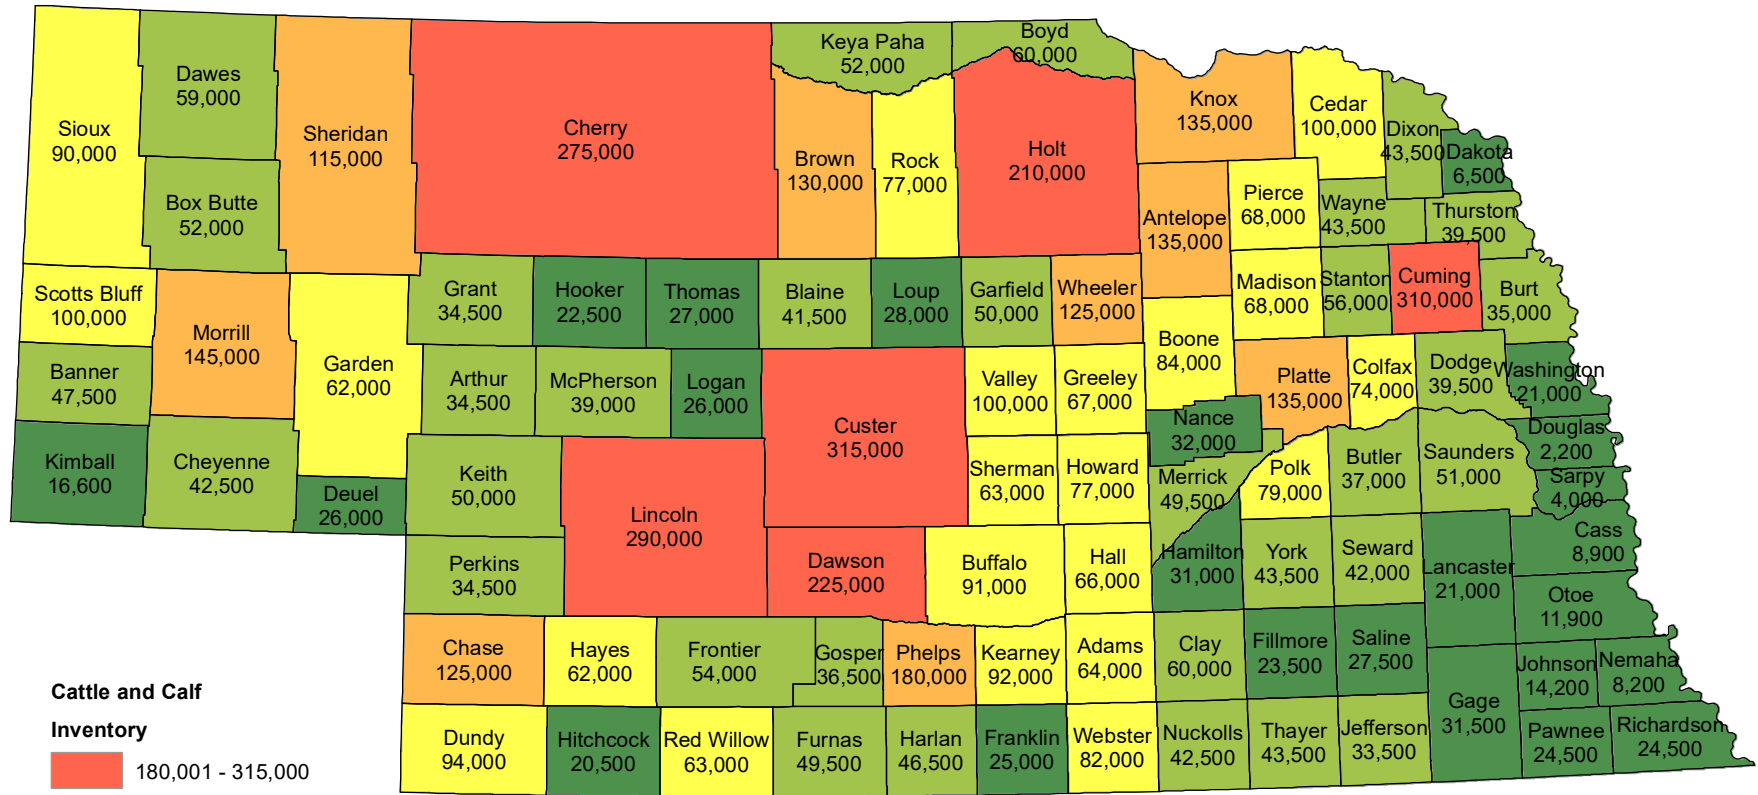 Boyd
60,000
Keya Paha
52,000
Dawes
59,000
Knox
135,000
Cedar
100,000
Sioux
90,000
Sheridan
115,000
Cherry
275,000
Brown
130,000
Rock
77,000
Holt
210,000
Dixon
43,500
Dakota
6,500
Box Butte
52,000
Antelope
135,000
Pierce
68,000
Wayne
43,500
Thurston
39,500
Scotts Bluff
100,000
Morrill
145,000
Grant
34,500
Hooker
22,500
Thomas
27,000
Blaine
41,500
Loup
28,000
Garfield
50,000
Wheeler
125,000
Madison
68,000
Stanton
56,000
Cuming
310,000
Burt
35,000
Banner
47,500
Garden
62,000
Arthur
34,500
McPherson
39,000
Logan
26,000
Custer
315,000
Valley
100,000
Greeley
67,000
Boone
84,000
Platte
135,000
Colfax
74,000
Dodge
39,500
Washington
21,000
Nance
32,000
Douglas
2,200
Kimball
16,600
Cheyenne
42,500
Deuel
26,000
Keith
50,000
Lincoln
290,000
Sherman
63,000
Howard
77,000
Merrick
49,500
Polk
79,000
Butler
37,000
Saunders
51,000
Sarpy
4,000
Cass
8,900
Perkins
34,500
Dawson
225,000
Buffalo
91,000
Hall
66,000
Hamilton
31,000
York
43,500
Seward
42,000
Lancaster
21,000
Otoe
11,900
Chase
125,000
Hayes
62,000
Frontier
54,000
Gosper
36,500
Phelps
180,000
Kearney
92,000
Adams
64,000
Clay
60,000
Fillmore
23,500
Saline
27,500
Johnson
14,200
Nemaha
8,200
Gage
31,500
Dundy
94,000
Hitchcock
20,500
Red Willow
63,000
Furnas
49,500
Harlan
46,500
Franklin
25,000
Webster
82,000
Nuckolls
42,500
Thayer
43,500
Jefferson
33,500
Pawnee
24,500
Richardson
24,500
Cattle and Calf
Inventory
180,001 - 315,000